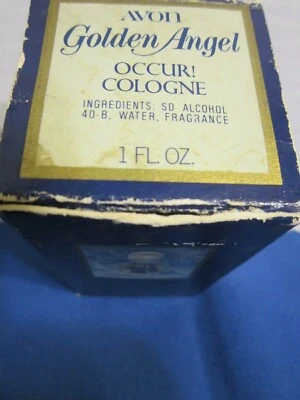 AVON
Golden Angel
OCCUR!
COLOGNE
INGREDIENTS: SD ALCOHOL
40-B, WATER, FRAGRANCE
1 FL. OZ.